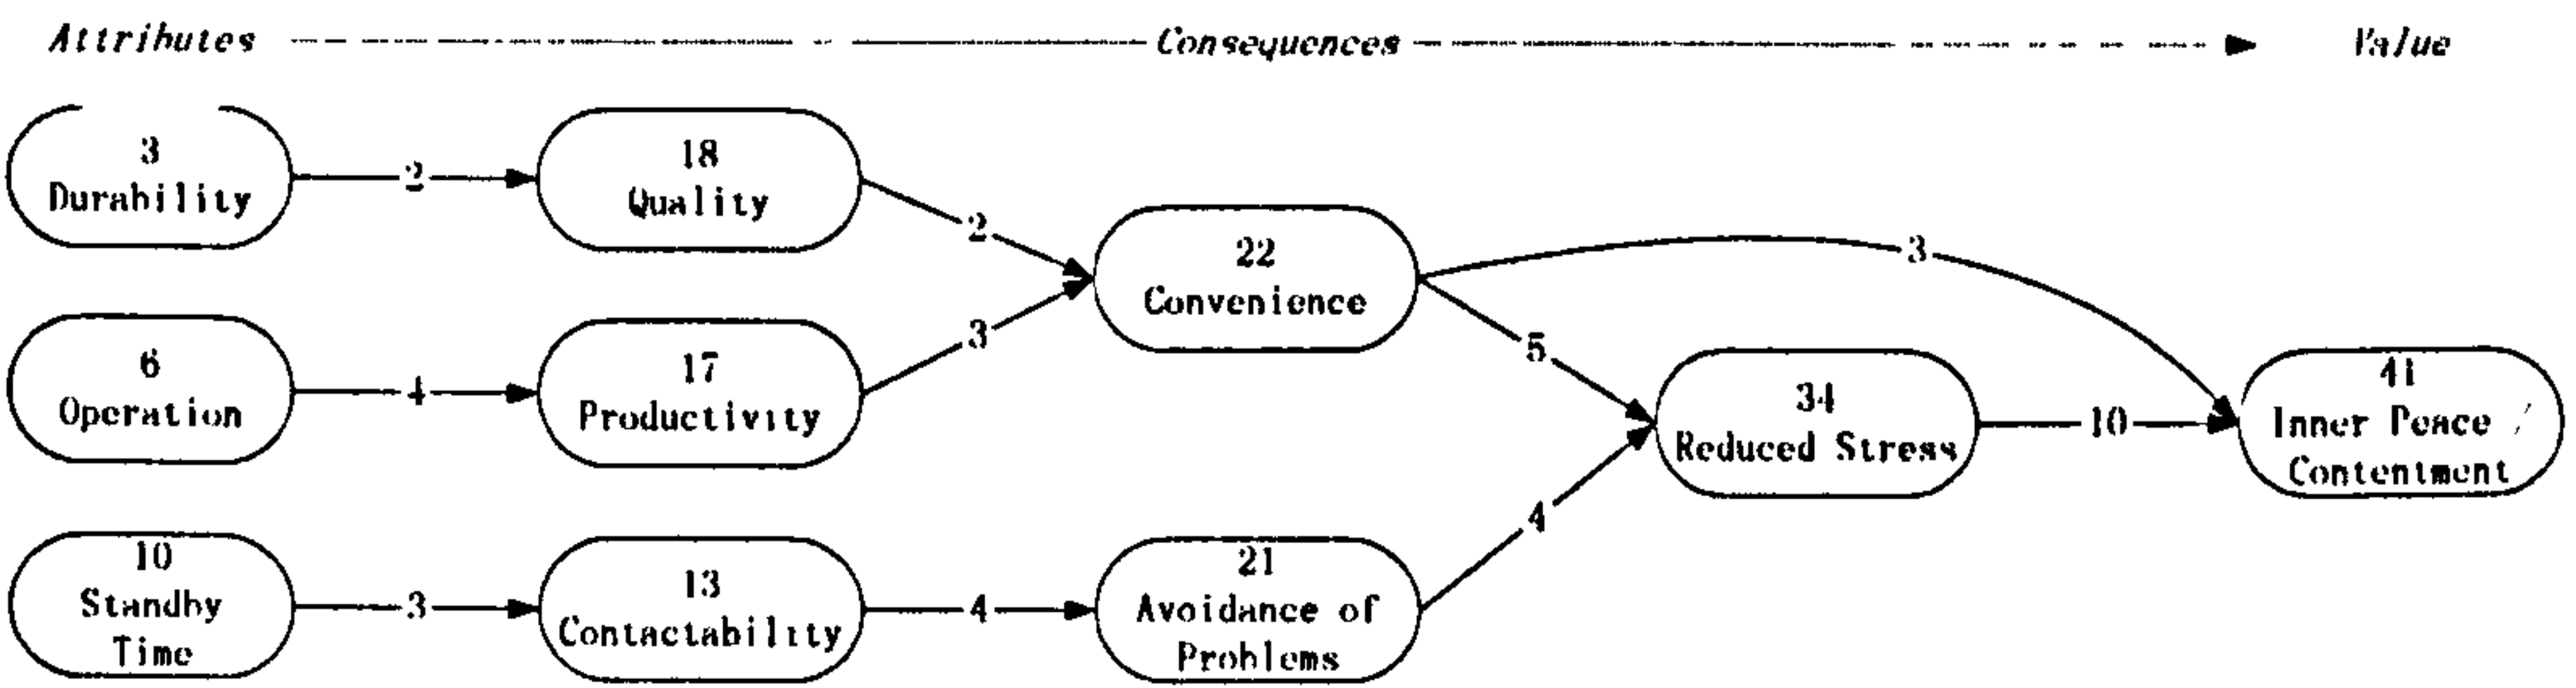 Attributes Consequences Value
3
Durability
2
18
Quality
2
22
Convenience
3
6
Operation
4
17
Productivity
3
5
34
Reduced Stress
10
41
Inner Peace /
Contentment
10
Standby
Time
3
13
Contactability
4
21
Avoidance of
Problems
4